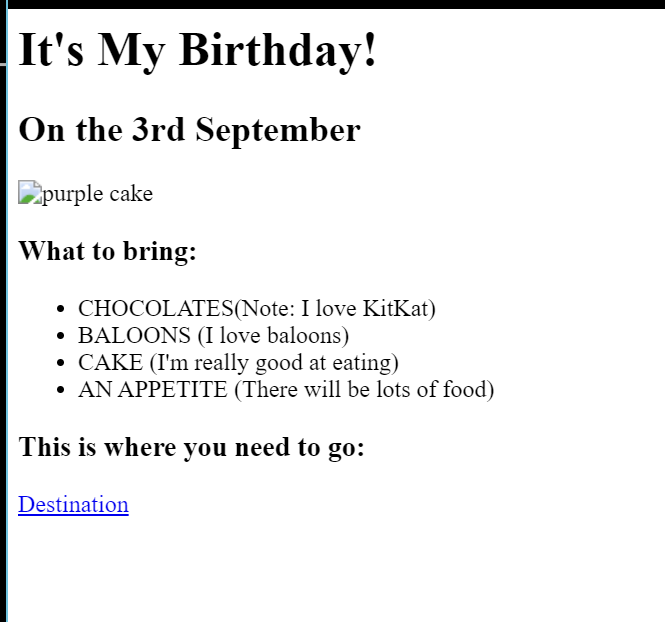 It's My Birthday!
On the 3rd September
purple cake
What to bring:
CHOCOLATES(Note: I love KitKat)
BALOONS (I love baloons)
CAKE (I'm really good at eating)
AN APPETITE (There will be lots of food)
This is where you need to go:
Destination